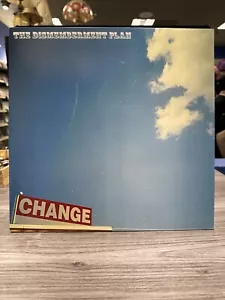 THE DISMEMBERMENT PLAN
CHANGE